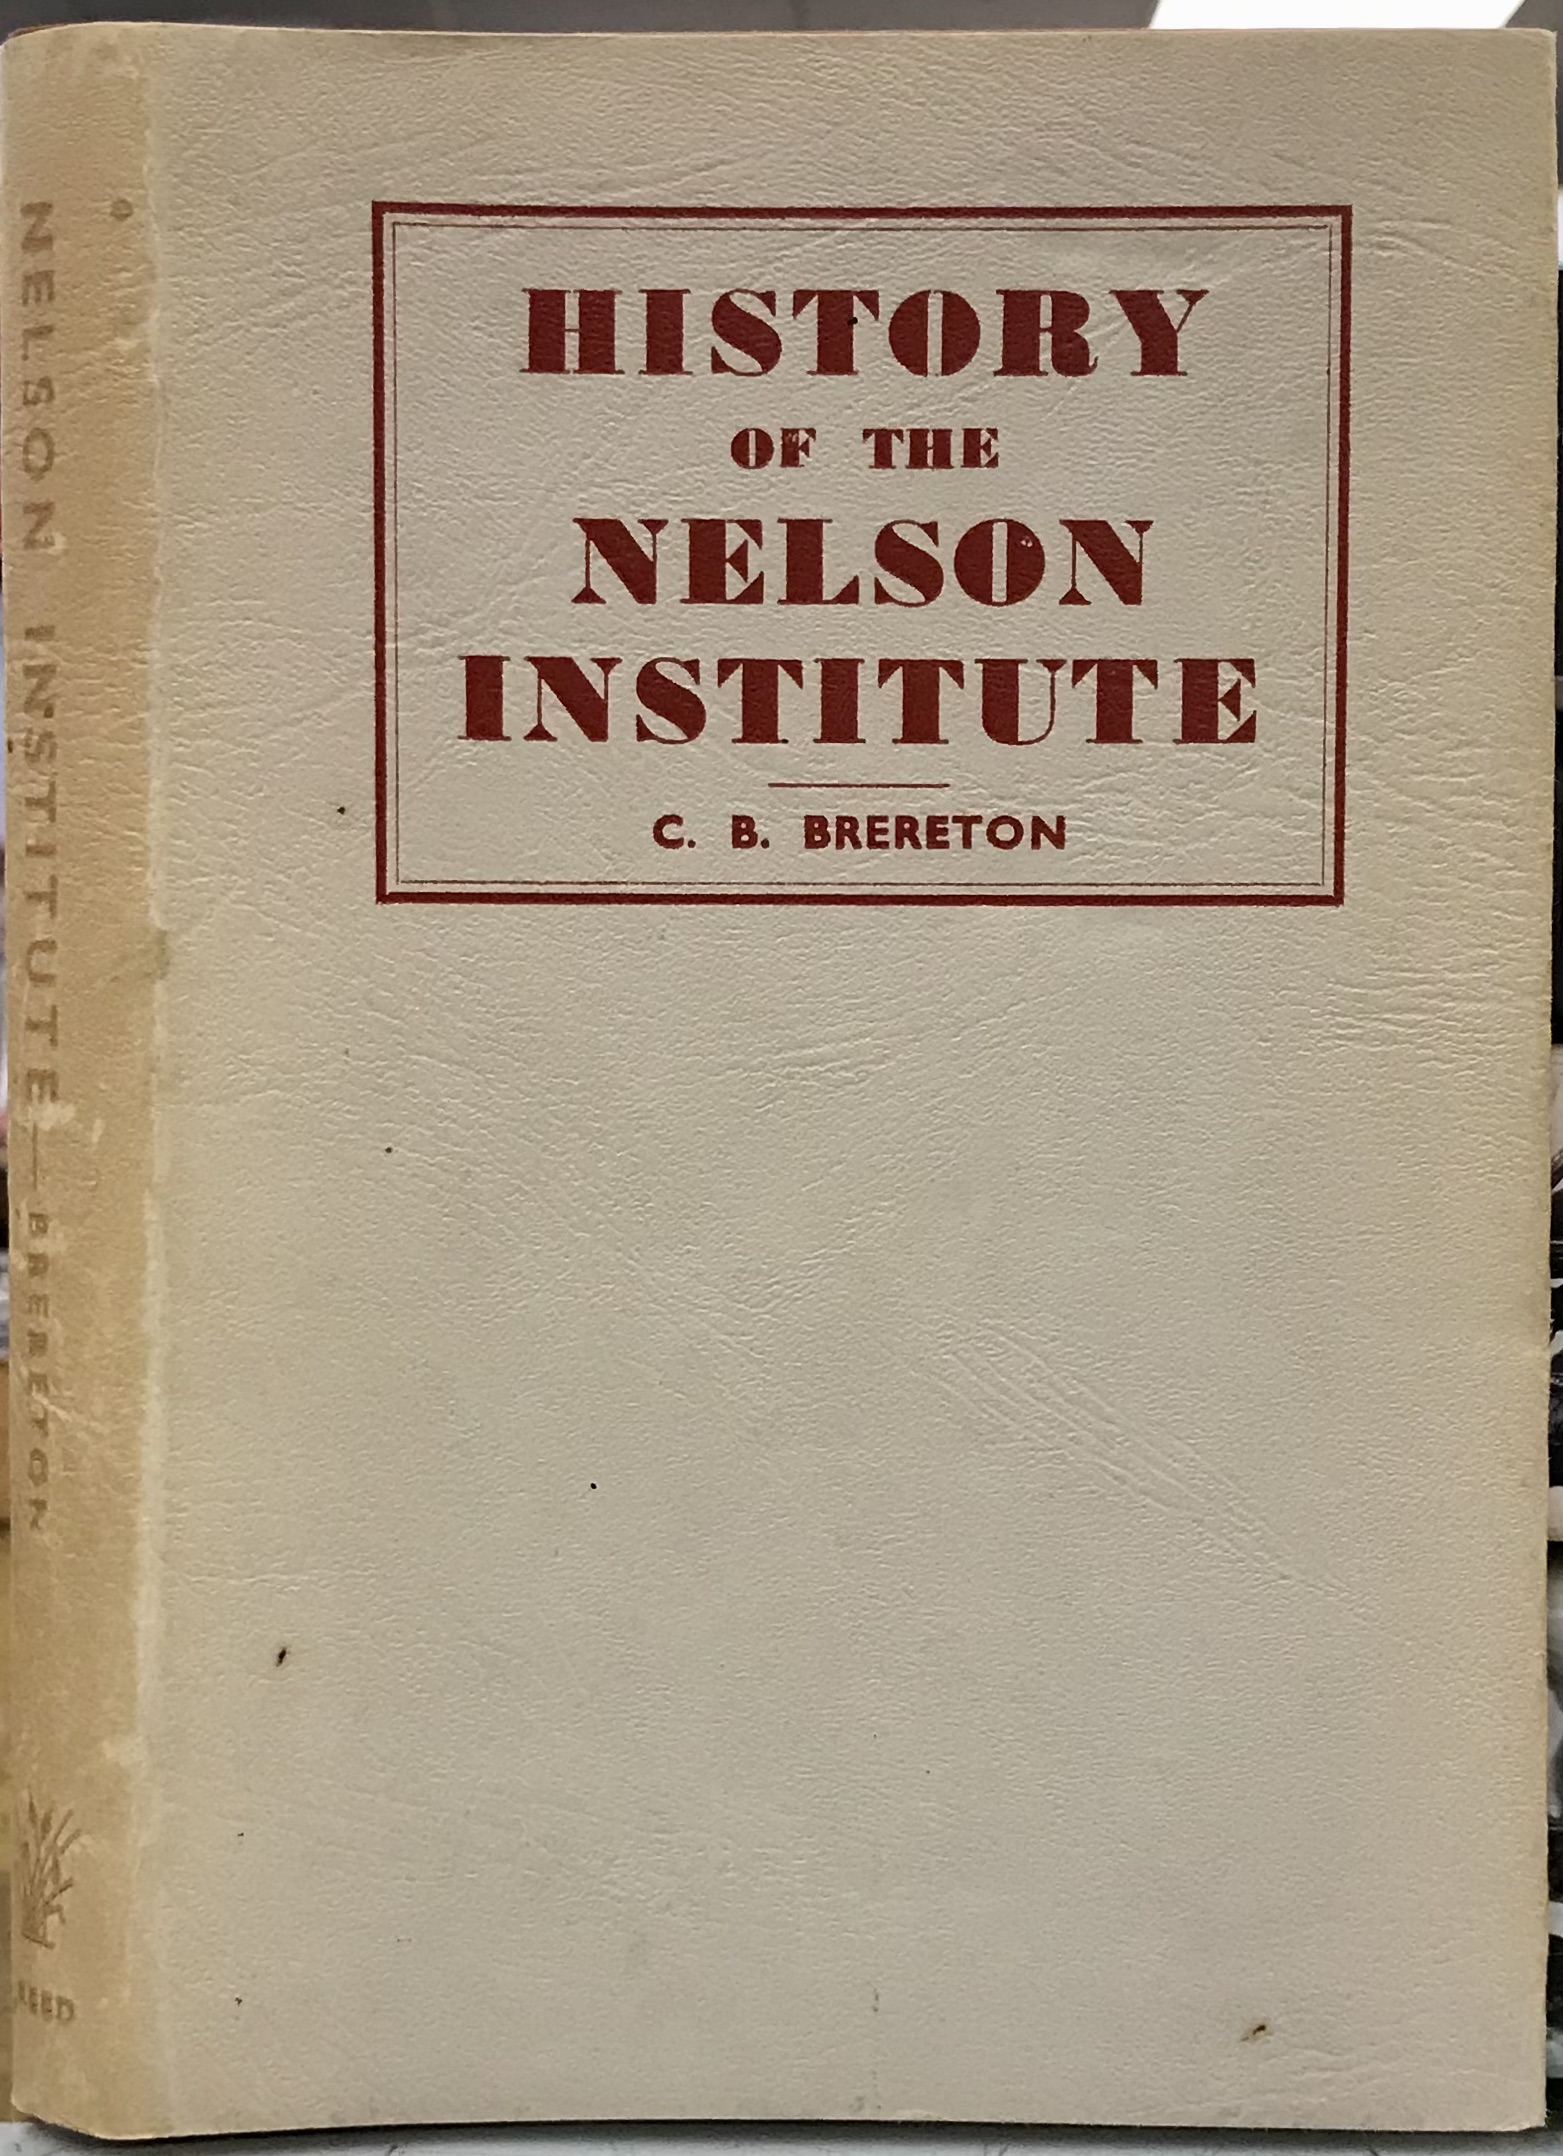 HISTORY
OF THE
NELSON
INSTITUTE
C. B. BRERETON
NELSON INSTITUTE—BRERETON
REED